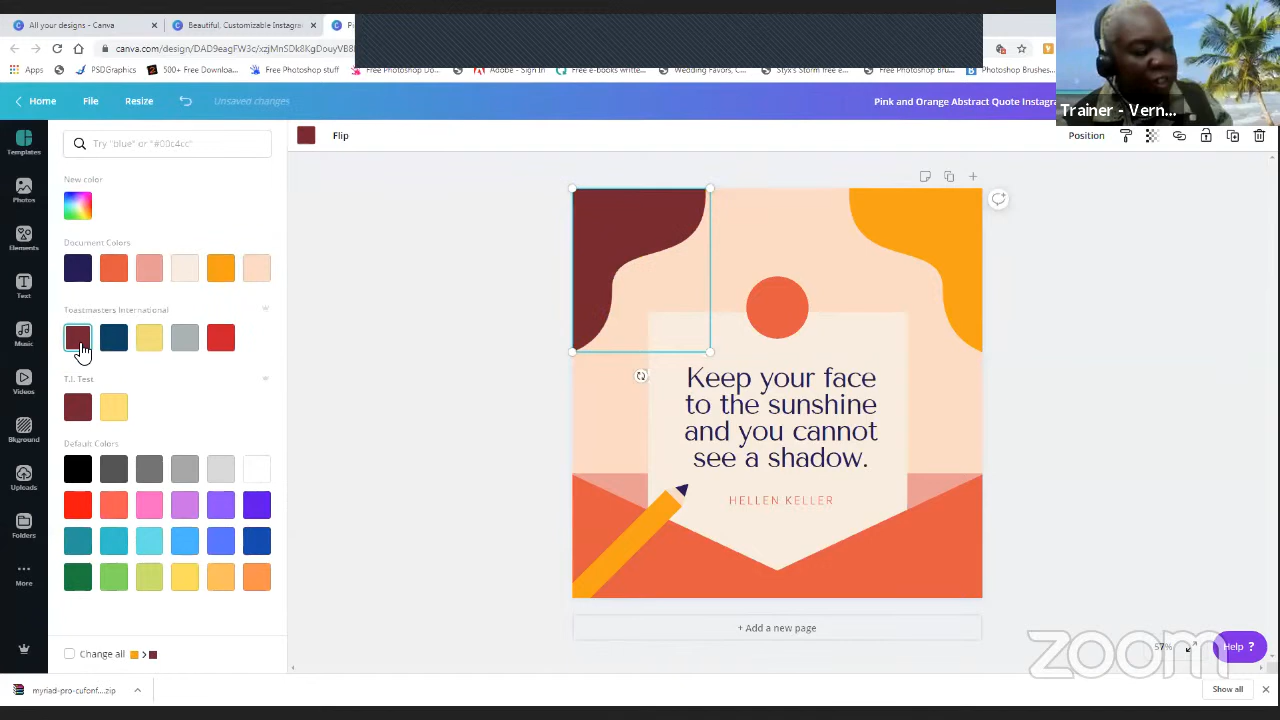 All your designs - Canva
Beautiful, Customizable Instagra
canva.com/design/DAD9eagFW3c/xzjMnSDk8KgDouyVB8
Apps
PSDGraphics
500+ Free Downloa...
Free Photoshop stuff
Free Photoshop Do...
Adobe - Sign In
Free e-books writte...
Wedding Favors, C...
Styx's Storm free e...
Free Photoshop Bru...
Photoshop Brushes...
Trainer - Vern...
Home
File
Resize
Unsaved changes
Pink and Orange Abstract Quote Instagra
Try "blue" or "#00c4cc"
Flip
Position
Templates
Photos
Elements
Text
Music
Videos
Bkground
Uploads
Folders
More
New color
Document Colors
Toastmasters International
T.I. Test
Default Colors
Change all
Keep your face
to the sunshine
and you cannot
see a shadow.
HELLEN KELLER
+ Add a new page
57%
Help ?
zoom
myriad-pro-cufonf....zip
Show all